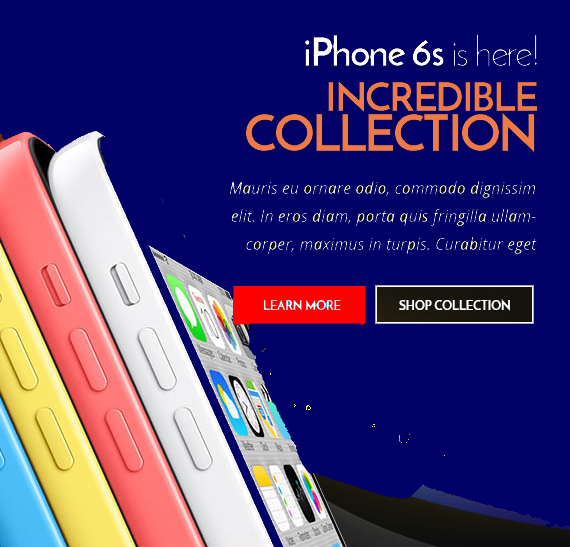 iPhone 6s is here!
INCREDIBLE
COLLECTION
Mauris eu ornare odio, commodo dignissim
elit. In eros diam, porta quis fringilla ullam-
corper, maximus in turpis. Curabitur eget
LEARN MORE
SHOP COLLECTION
Messages